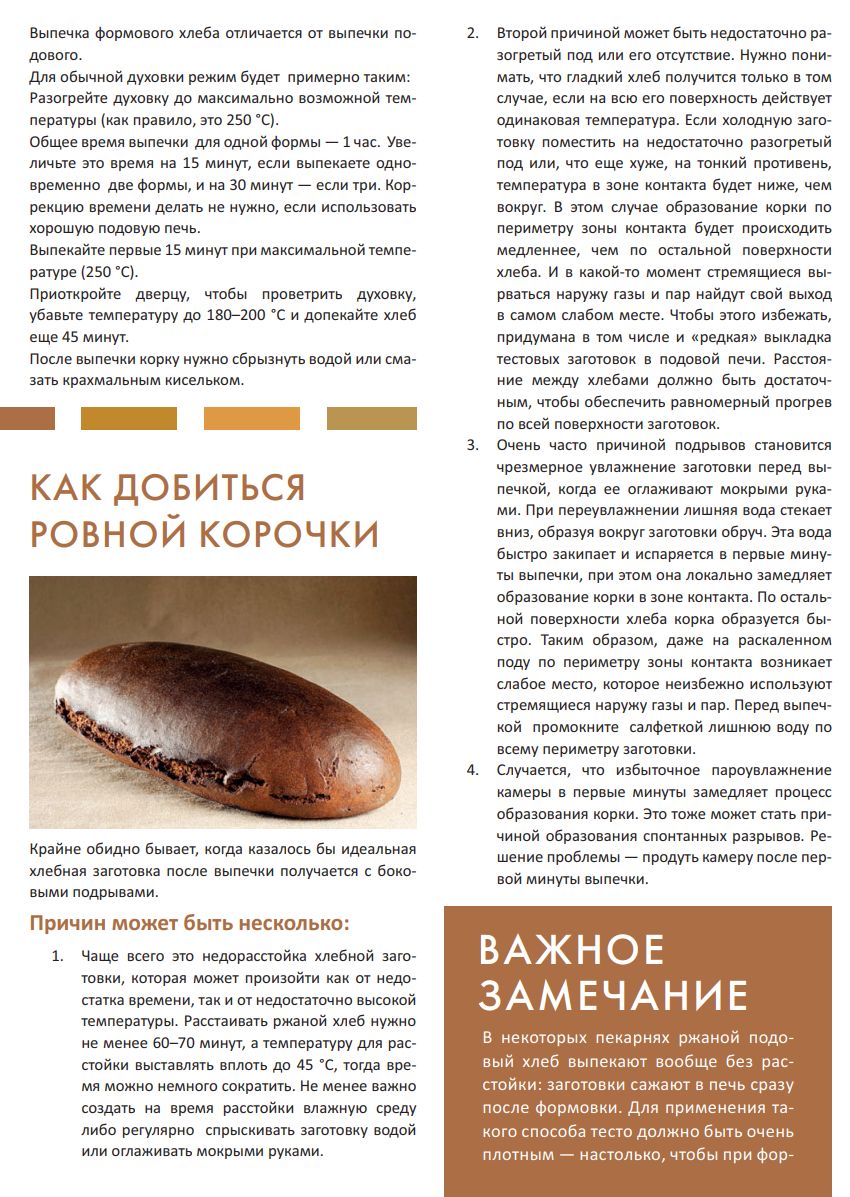 Выпечка формового хлеба отличается от выпечки по-
дового.
Для обычной духовки режим будет примерно таким:
Разогрейте духовку до максимально возможной тем-
пературы (как правило, это 250 °С).
Общее время выпечки для одной формы — 1 час. Уве-
личьте это время на 15 минут, если выпекаете одно-
временно две формы, и на 30 минут — если три. Кор-
рекцию времени делать не нужно, если использовать
хорошую подовую печь.
Выпекайте первые 15 минут при максимальной темпе-
ратуре (250 °С).
Приоткройте дверцу, чтобы проветрить духовку,
убавьте температуру до 180–200 °С и допекайте хлеб
еще 45 минут.
После выпечки корку нужно сбрызнуть водой или сма-
зать крахмальным кисельком.
КАК ДОБИТЬСЯ
РОВНОЙ КОРОЧКИ
Крайне обидно бывает, когда казалось бы идеальная
хлебная заготовка после выпечки получается с боко-
выми подрывами.
Причин может быть несколько:
1. Чаще всего это недорасстойка хлебной заго-
товки, которая может произойти как от недо-
статка времени, так и от недостаточно высокой
температуры. Расстаивать ржаной хлеб нужно
не менее 60–70 минут, а температуру для рас-
стойки выставлять вплоть до 45 °С, тогда вре-
мя можно немного сократить. Не менее важно
создать на время расстойки влажную среду
либо регулярно спрыскивать заготовку водой
или оглаживать мокрыми руками.
2. Второй причиной может быть недостаточно ра-
зогретый под или его отсутствие. Нужно пони-
мать, что гладкий хлеб получится только в том
случае, если на всю его поверхность действует
одинаковая температура. Если холодную заго-
товку поместить на недостаточно разогретый
под или, что еще хуже, на тонкий противень,
температура в зоне контакта будет ниже, чем
вокруг. В этом случае образование корки по
периметру зоны контакта будет происходить
медленнее, чем по остальной поверхности
хлеба. И в какой-то момент стремящиеся вы-
рваться наружу газы и пар найдут свой выход
в самом слабом месте. Чтобы этого избежать,
придумана в том числе и «редкая» выкладка
тестовых заготовок в подовой печи. Расстоя-
ние между хлебами должно быть достаточ-
ным, чтобы обеспечить равномерный прогрев
по всей поверхности заготовок.
3. Очень часто причиной подрывов становится
чрезмерное увлажнение заготовки перед вы-
печкой, когда ее оглаживают мокрыми рука-
ми. При переувлажнении лишняя вода стекает
вниз, образуя вокруг заготовки обруч. Эта вода
быстро закипает и испаряется в первые мину-
ты выпечки, при этом она локально замедляет
образование корки в зоне контакта. По осталь-
ной поверхности хлеба корка образуется бы-
стро. Таким образом, даже на раскаленном
поду по периметру зоны контакта возникает
слабое место, которое неизбежно используют
стремящиеся наружу газы и пар. Перед выпеч-
кой промокните салфеткой лишнюю воду по
всему периметру заготовки.
4. Случается, что избыточное пароувлажнение
камеры в первые минуты замедляет процесс
образования корки. Это тоже может стать при-
чиной образования спонтанных разрывов. Ре-
шение проблемы — продуть камеру после пер-
вой минуты выпечки.
ВАЖНОЕ
ЗАМЕЧАНИЕ
В некоторых пекарнях ржаной подо-
вый хлеб выпекают вообще без рас-
стойки: заготовки сажают в печь сразу
после формовки. Для применения та-
кого способа тесто должно быть очень
плотным — настолько, чтобы при фор-